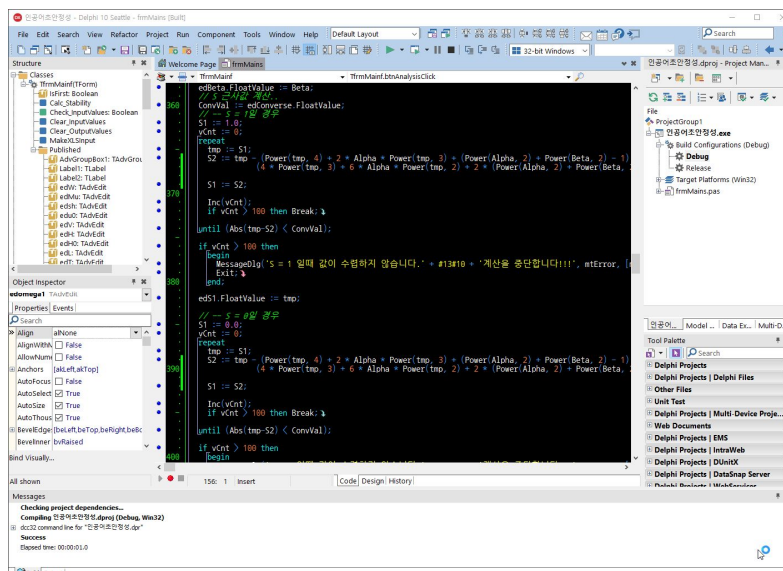 인공어초안정성 - Delphi 10 Seattle - frmMains [Built]
File Edit Search View Refactor Project Run Component Tools Window Help
Default Layout
Search
32-bit Windows
Structure
Classes
TfrmMainf(TForm)
IsFirst: Boolean
Calc_Stability
Check_InputValues: Boolean
Clear_InputValues
Clear_OutputValues
MakeXLSInput
Published
AdvGroupBox1: TAdvGrou
Label1: TLabel
Label2: TLabel
edW: TAdvEdit
edMu: TAdvEdit
edsh: TAdvEdit
edu0: TAdvEdit
edV: TAdvEdit
edH: TAdvEdit
edH0: TAdvEdit
edL: TAdvEdit
edT: TAdvEdit
Object Inspector
edomega1 TAdvEdit
Properties Events
Search
Align alNone
AlignWithM False
AllowNume False
Anchors [akLeft,akTop]
AutoFocus False
AutoSelect True
AutoSize True
AutoThous True
BevelEdge: [beLeft,beTop,beRight,beBo
BevelInner bvRaised
Bind Visually...
All shown
Welcome Page frmMains
TfrmMainf TfrmMainf.btnAnalysisClick
edBeta.FloatValue := Beta;
// S 근사값 계산..
360 ConvVal := edConverse.FloatValue;
// -- S = 1일 경우
S1 := 1.0;
vCnt := 0;
repeat
tmp := S1;
S2 := tmp - (Power(tmp, 4) + 2 * Alpha * Power(tmp, 3) + (Power(Alpha, 2) + Power(Beta, 2) - 1)
(4 * Power(tmp, 3) + 6 * Alpha * Power(tmp, 2) + 2 * (Power(Alpha, 2) + Power(Beta,
S1 := S2;
370
Inc(vCnt);
if vCnt > 100 then Break;
until (Abs(tmp-S2) < ConvVal);
if vCnt > 100 then
begin
MessageDlg('S = 1 일때 값이 수렴하지 않습니다.' + #13#10 + '계산을 중단합니다!!!', mtError, [
Exit;
380 end;
edS1.FloatValue := tmp;
// -- S = 0일 경우
S1 := 0.0;
vCnt := 0;
repeat
tmp := S1;
S2 := tmp - (Power(tmp, 4) + 2 * Alpha * Power(tmp, 3) + (Power(Alpha, 2) + Power(Beta, 2) - 1)
390 (4 * Power(tmp, 3) + 6 * Alpha * Power(tmp, 2) + 2 * (Power(Alpha, 2) + Power(Beta,
S1 := S2;
Inc(vCnt);
if vCnt > 100 then Break;
until (Abs(tmp-S2) < ConvVal);
if vCnt > 100 then
400 begin
156: 1 Insert Code Design History
인공어초안정성.dproj - Project Man...
File
ProjectGroup1
인공어초안정성.exe
Build Configurations (Debug)
Debug
Release
Target Platforms (Win32)
frmMains.pas
인공어... Model ... Data Ex... Multi-D
Tool Palette
Search
Delphi Projects
Delphi Projects | Delphi Files
Other Files
Unit Test
Delphi Projects | Multi-Device Proje...
Web Documents
Delphi Projects | EMS
Delphi Projects | IntraWeb
Delphi Projects | DUnitX
Delphi Projects | DataSnap Server
Delphi Projects | WebServices
Messages
Checking project dependencies...
Compiling 인공어초안정성.dproj (Debug, Win32)
dcc32 command line for "인공어초안정성.dpr"
Success
Elapsed time: 00:00:01.0